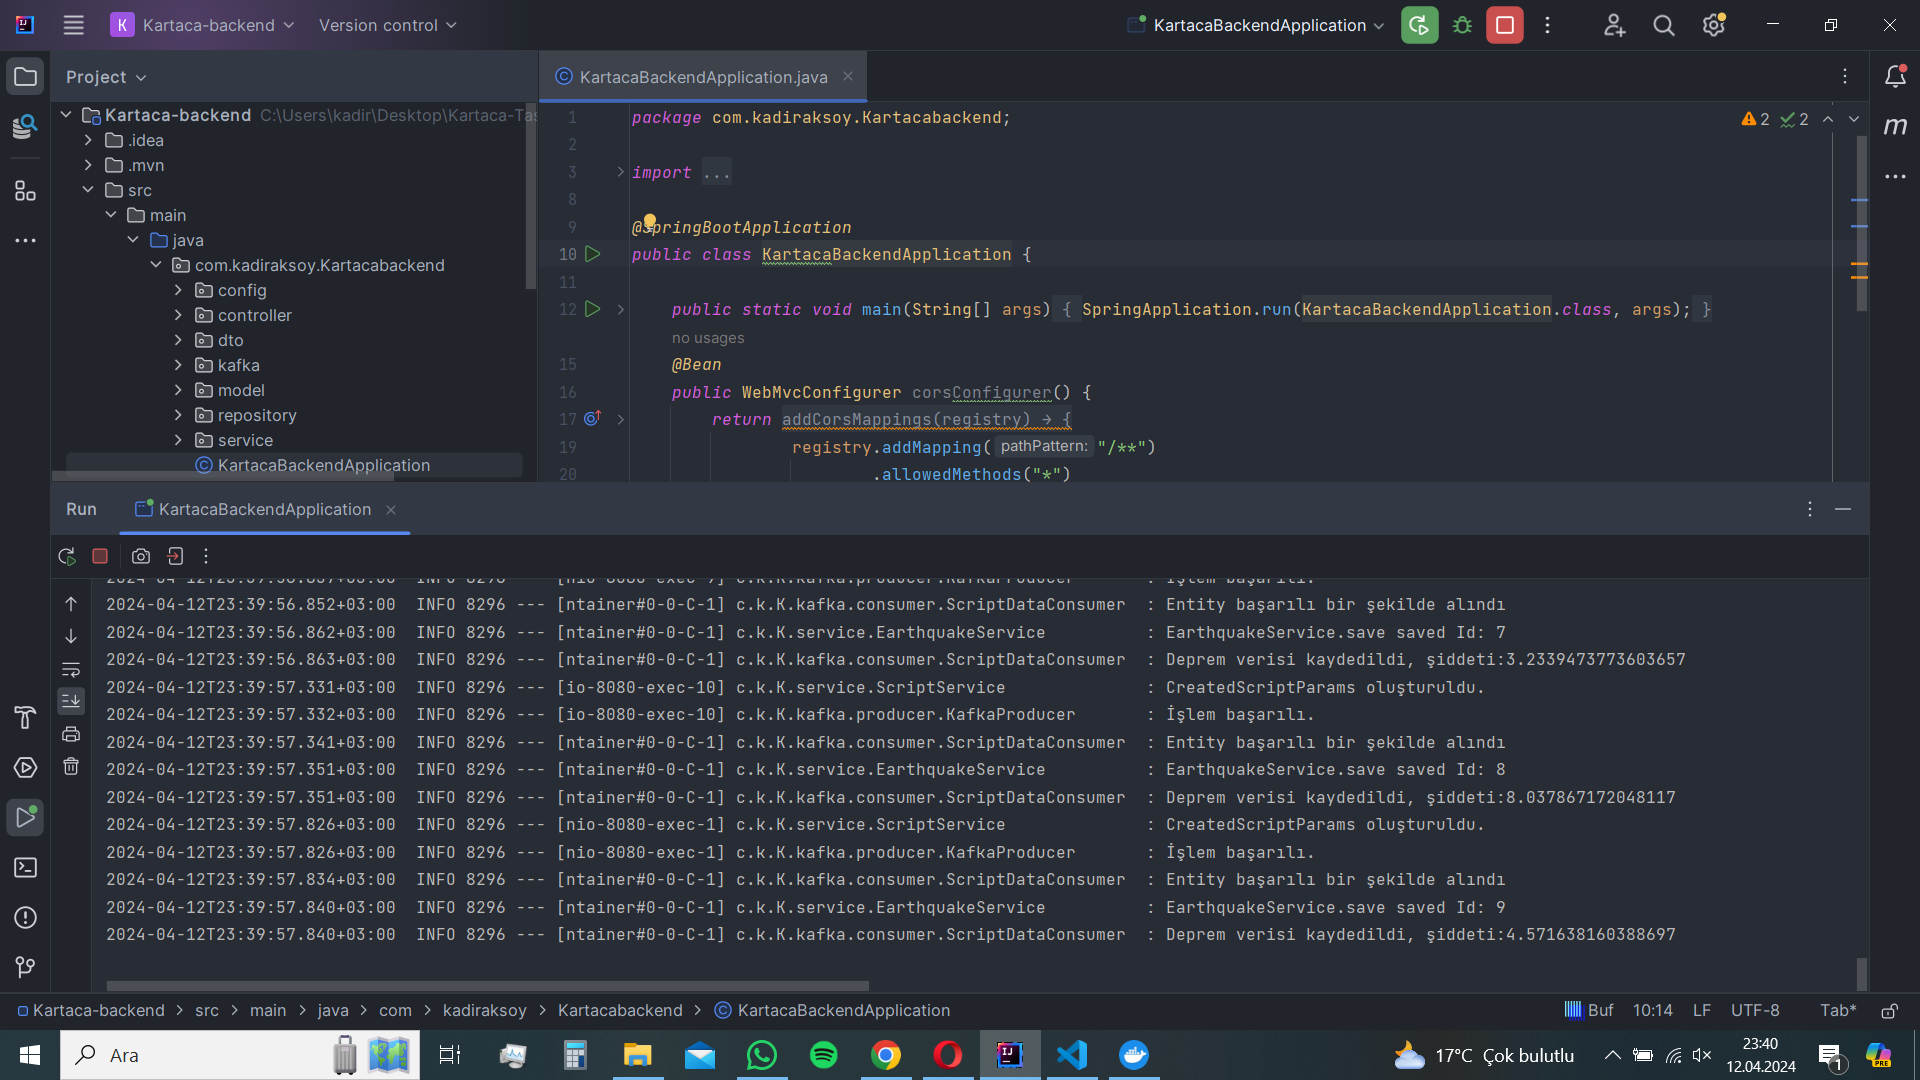 K Kartaca-backend Version control KartacaBackendApplication
Project
KartacaBackendApplication.java
Kartaca-backend C:\Users\kadir\Desktop\Kartaca-Ta
.idea
.mvn
src
main
java
com.kadiraksoy.Kartacabackend
config
controller
dto
kafka
model
repository
service
KartacaBackendApplication
2 2
1 package com.kadiraksoy.Kartacabackend;
2
3 import ...
8
9 @SpringBootApplication
10 public class KartacaBackendApplication {
11
12 public static void main(String[] args) { SpringApplication.run(KartacaBackendApplication.class, args); }
no usages
15 @Bean
16 public WebMvcConfigurer corsConfigurer() {
17 return addCorsMappings(registry) → {
19 registry.addMapping( pathPattern: "/**")
20 .allowedMethods("*")
m
Run KartacaBackendApplication
2024-04-12T23:39:56.852+03:00 INFO 8296 --- [ntainer#0-0-C-1] c.k.K.kafka.consumer.ScriptDataConsumer : Entity başarılı bir şekilde alındı
2024-04-12T23:39:56.862+03:00 INFO 8296 --- [ntainer#0-0-C-1] c.k.K.service.EarthquakeService : EarthquakeService.save saved Id: 7
2024-04-12T23:39:56.863+03:00 INFO 8296 --- [ntainer#0-0-C-1] c.k.K.kafka.consumer.ScriptDataConsumer : Deprem verisi kaydedildi, şiddeti:3.2339473773603657
2024-04-12T23:39:57.331+03:00 INFO 8296 --- [io-8080-exec-10] c.k.K.service.ScriptService : CreatedScriptParams oluşturuldu.
2024-04-12T23:39:57.332+03:00 INFO 8296 --- [io-8080-exec-10] c.k.K.kafka.producer.KafkaProducer : İşlem başarılı.
2024-04-12T23:39:57.341+03:00 INFO 8296 --- [ntainer#0-0-C-1] c.k.K.kafka.consumer.ScriptDataConsumer : Entity başarılı bir şekilde alındı
2024-04-12T23:39:57.351+03:00 INFO 8296 --- [ntainer#0-0-C-1] c.k.K.service.EarthquakeService : EarthquakeService.save saved Id: 8
2024-04-12T23:39:57.351+03:00 INFO 8296 --- [ntainer#0-0-C-1] c.k.K.kafka.consumer.ScriptDataConsumer : Deprem verisi kaydedildi, şiddeti:8.037867172048117
2024-04-12T23:39:57.826+03:00 INFO 8296 --- [nio-8080-exec-1] c.k.K.service.ScriptService : CreatedScriptParams oluşturuldu.
2024-04-12T23:39:57.826+03:00 INFO 8296 --- [nio-8080-exec-1] c.k.K.kafka.producer.KafkaProducer : İşlem başarılı.
2024-04-12T23:39:57.834+03:00 INFO 8296 --- [ntainer#0-0-C-1] c.k.K.kafka.consumer.ScriptDataConsumer : Entity başarılı bir şekilde alındı
2024-04-12T23:39:57.840+03:00 INFO 8296 --- [ntainer#0-0-C-1] c.k.K.service.EarthquakeService : EarthquakeService.save saved Id: 9
2024-04-12T23:39:57.840+03:00 INFO 8296 --- [ntainer#0-0-C-1] c.k.K.kafka.consumer.ScriptDataConsumer : Deprem verisi kaydedildi, şiddeti:4.571638160388697
Kartaca-backend > src > main > java > com > kadiraksoy > Kartacabackend > KartacaBackendApplication Buf 10:14 LF UTF-8 Tab*
Ara 17°C Çok bulutlu 23:40
12.04.2024
1